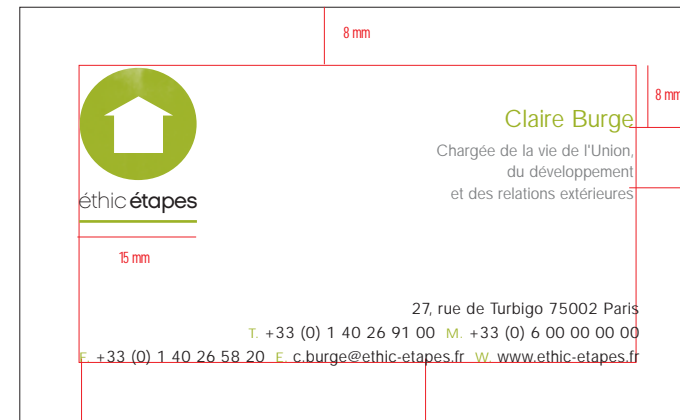 8 mm
8 mm
Claire Burge
Chargée de la vie de l'Union,
du développement
et des relations extérieures
éthic étapes
15 mm
27, rue de Turbigo 75002 Paris
T. +33 (0) 1 40 26 91 00 M. +33 (0) 6 00 00 00 00
F. +33 (0) 1 40 26 58 20 E. c.burge@ethic-etapes.fr W. www.ethic-etapes.fr